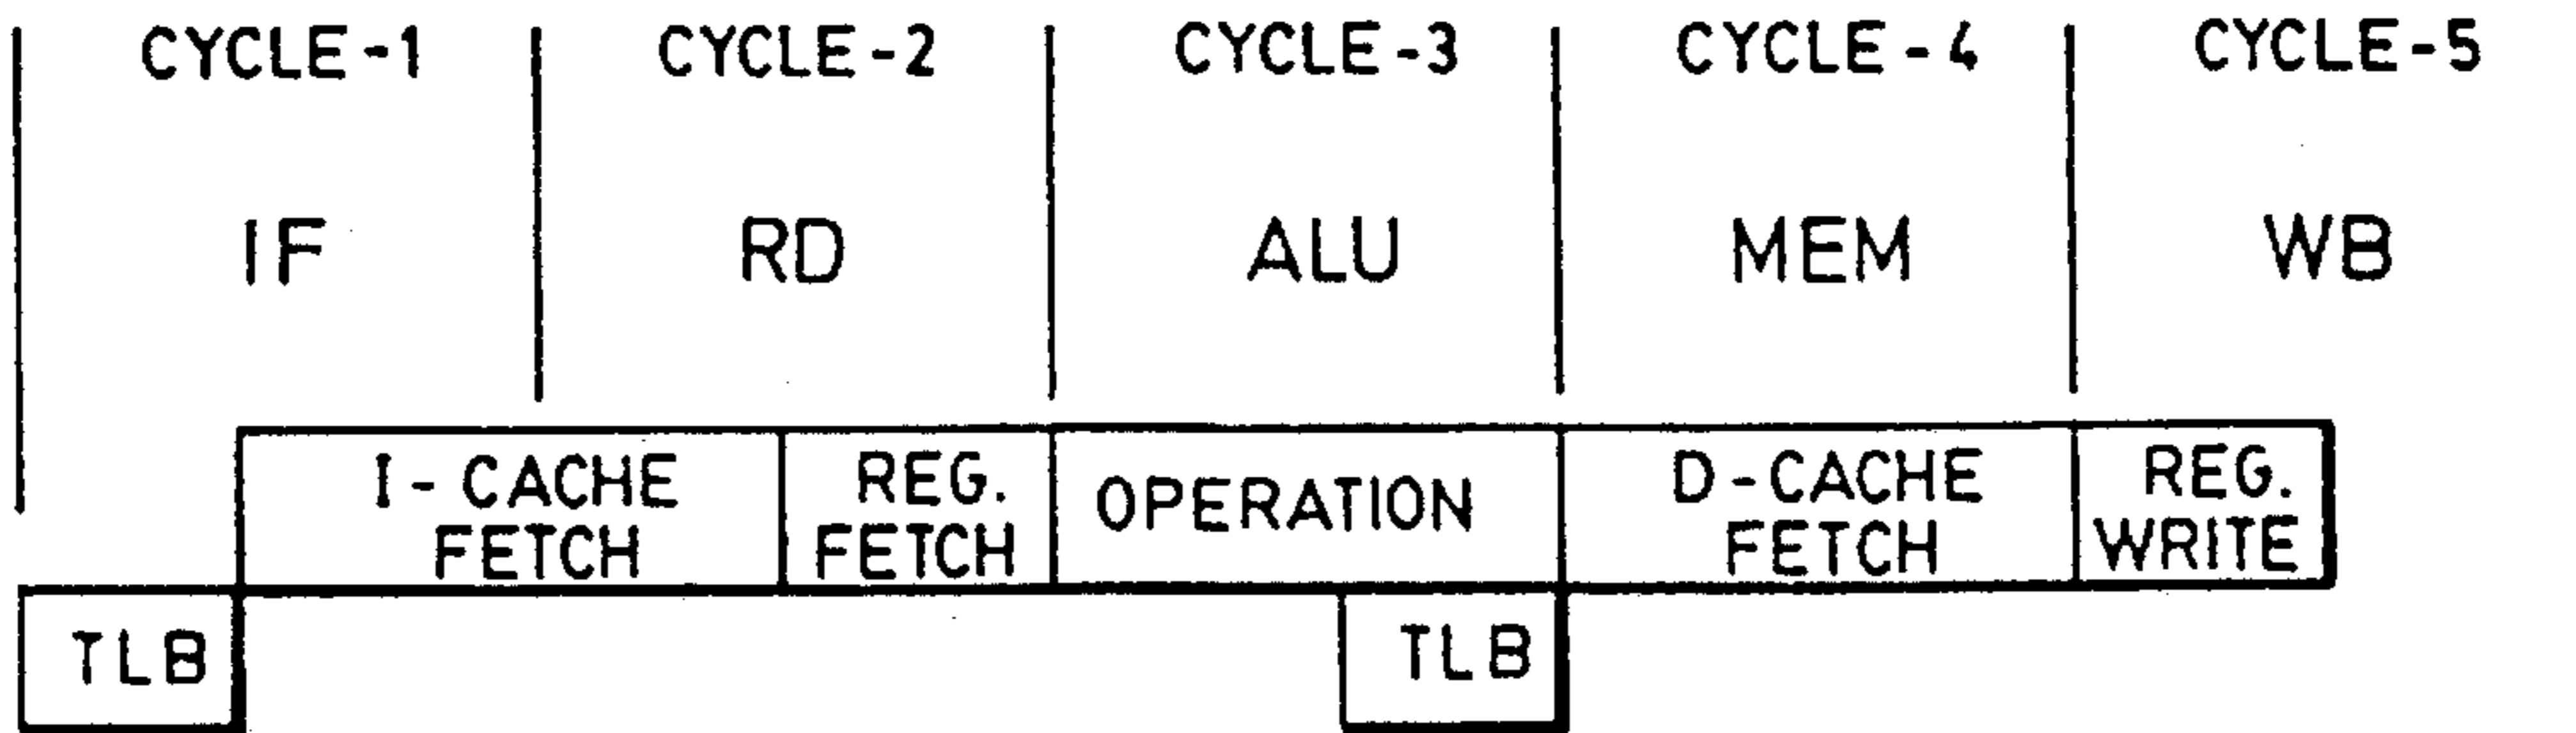 CYCLE-1 CYCLE-2 CYCLE-3 CYCLE-4 CYCLE-5
IF RD ALU MEM WB
I-CACHE
FETCH
REG.
FETCH
OPERATION
D-CACHE
FETCH
REG.
WRITE
TLB TLB